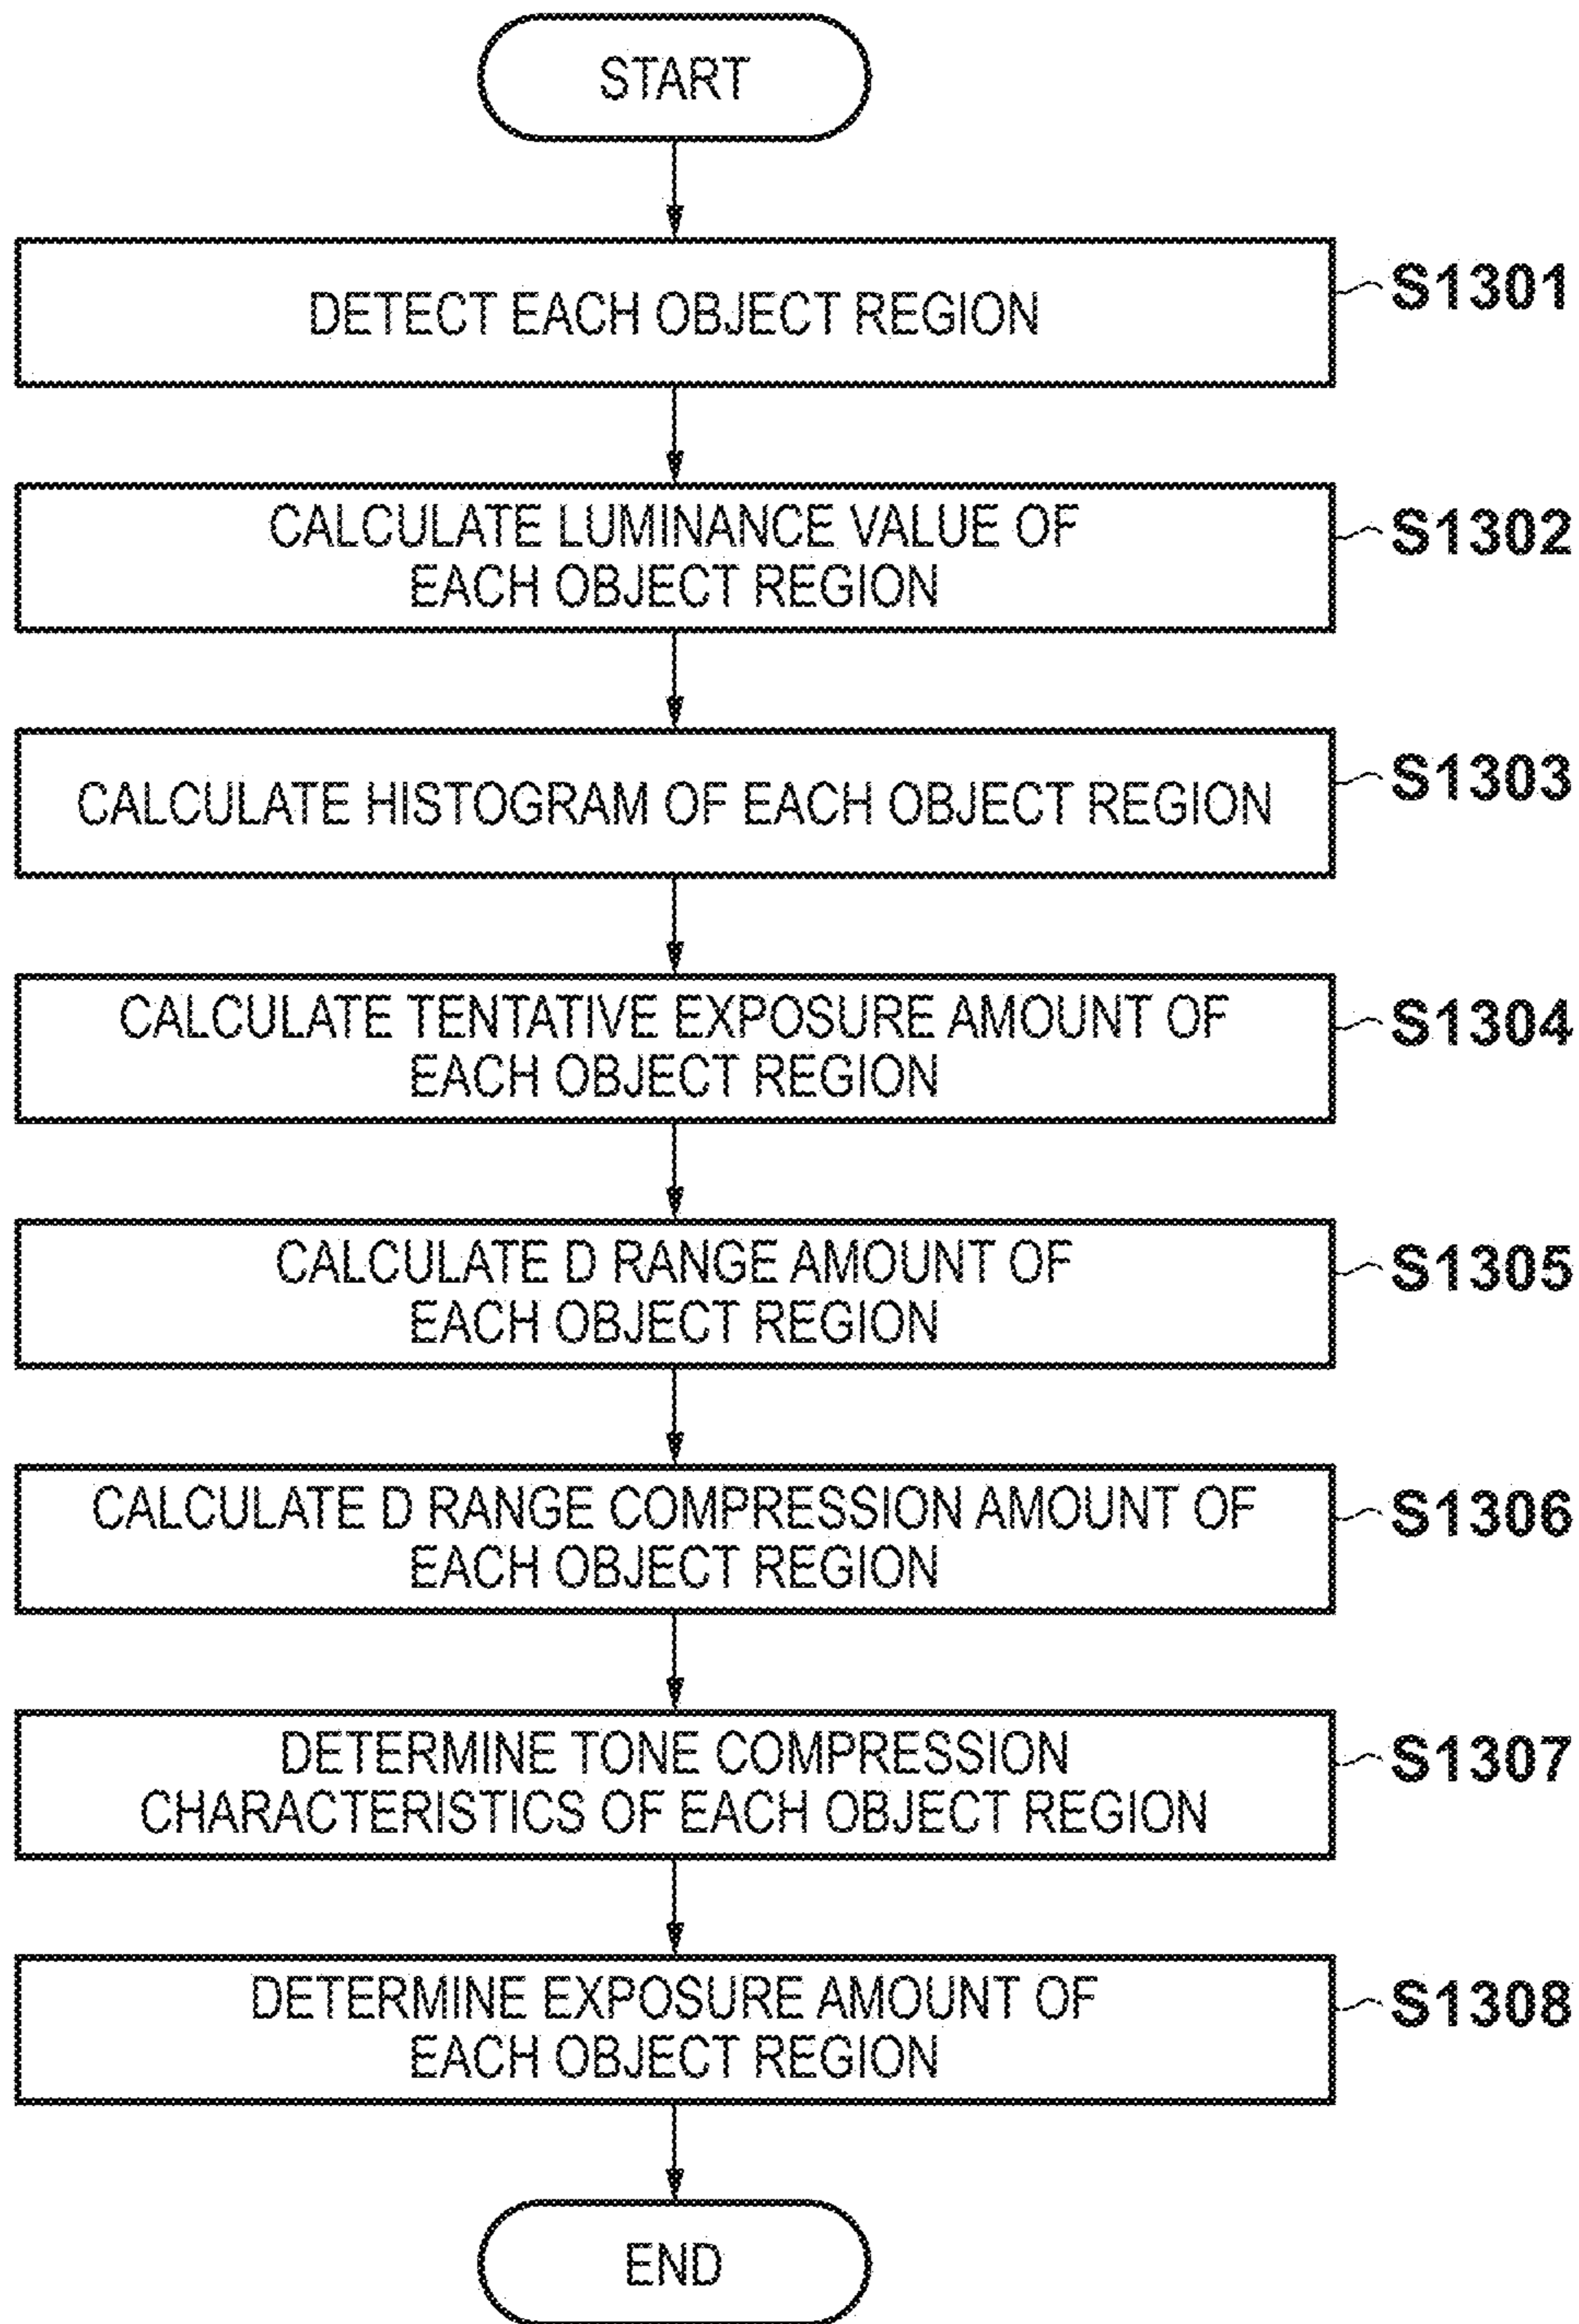 START
DETECT EACH OBJECT REGION
S1301
CALCULATE LUMINANCE VALUE OF
EACH OBJECT REGION
S1302
CALCULATE HISTOGRAM OF EACH OBJECT REGION
S1303
CALCULATE TENTATIVE EXPOSURE AMOUNT OF
EACH OBJECT REGION
S1304
CALCULATE D RANGE AMOUNT OF
EACH OBJECT REGION
S1305
CALCULATE D RANGE COMPRESSION AMOUNT OF
EACH OBJECT REGION
S1306
DETERMINE TONE COMPRESSION
CHARACTERISTICS OF EACH OBJECT REGION
S1307
DETERMINE EXPOSURE AMOUNT OF
EACH OBJECT REGION
S1308
END